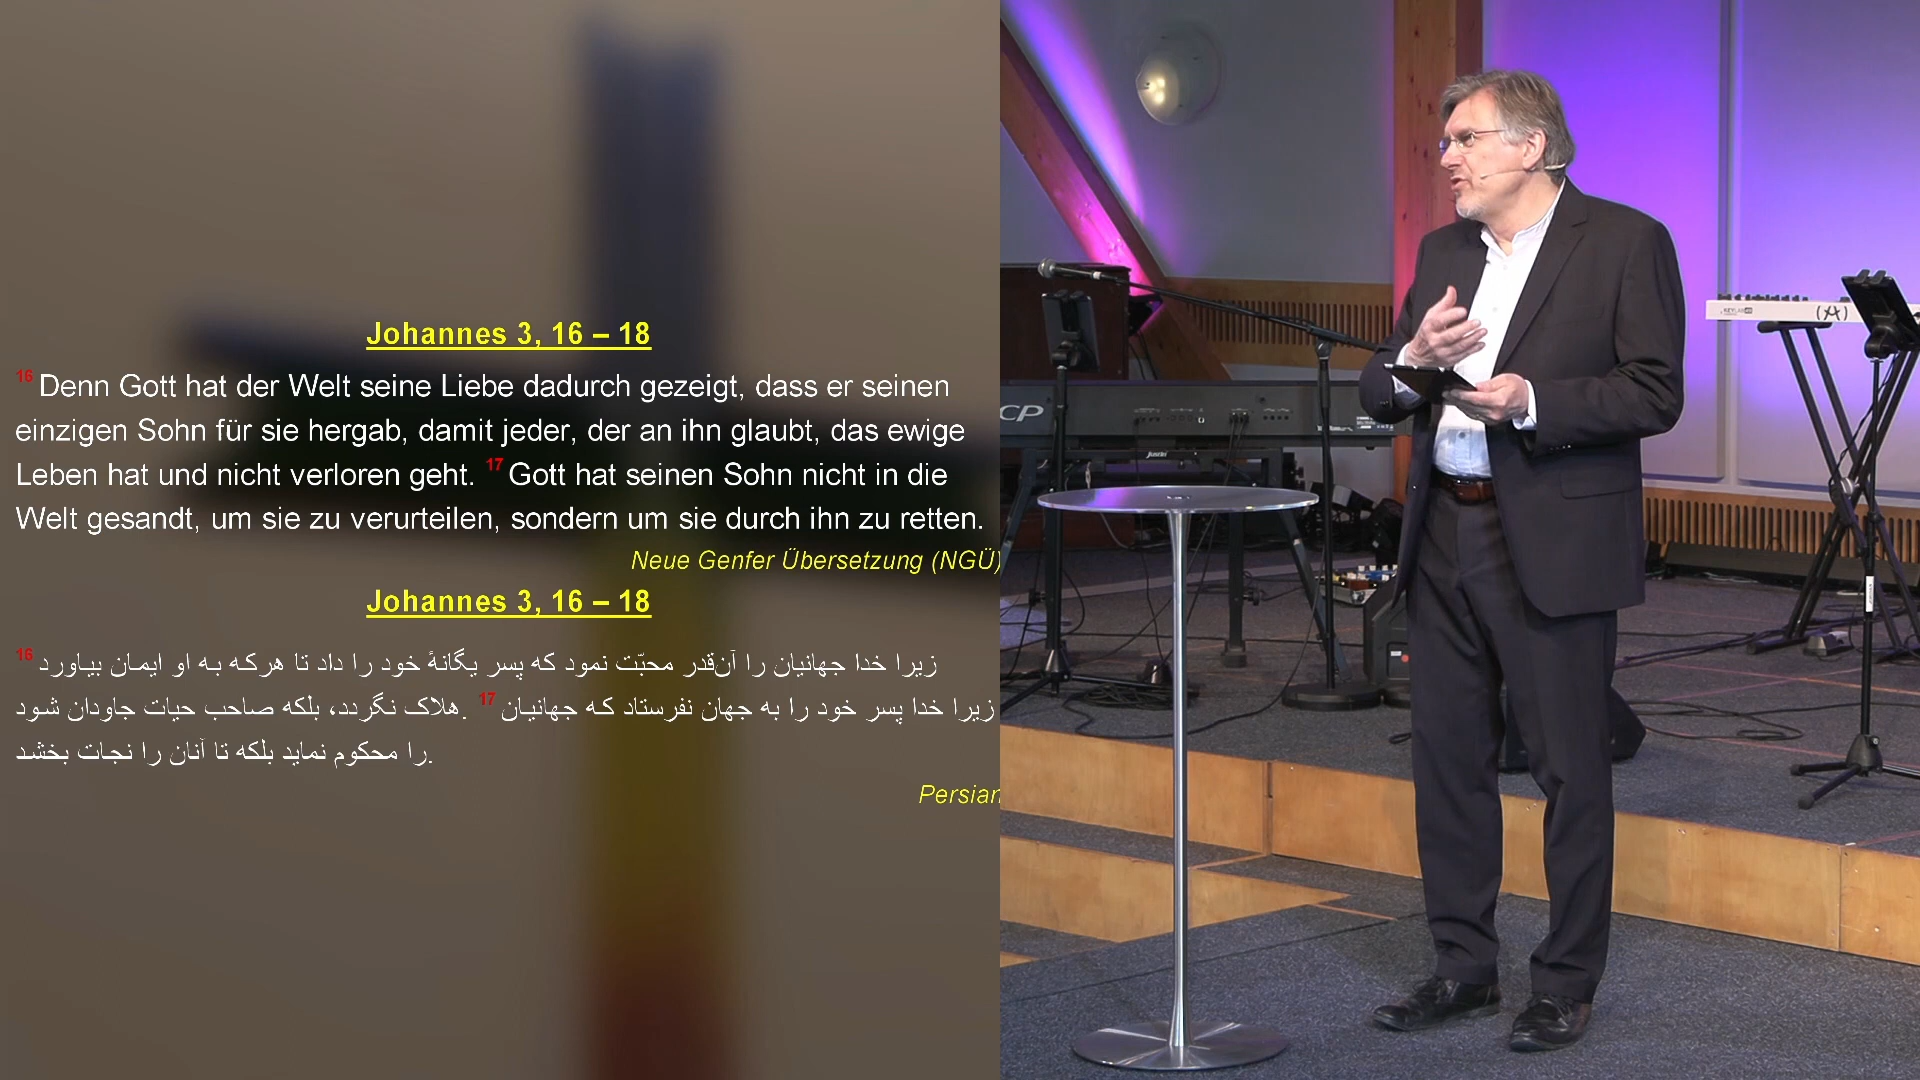 Johannes 3, 16 – 18
16 Denn Gott hat der Welt seine Liebe dadurch gezeigt, dass er seinen
einzigen Sohn für sie hergab, damit jeder, der an ihn glaubt, das ewige
Leben hat und nicht verloren geht. 17 Gott hat seinen Sohn nicht in die
Welt gesandt, um sie zu verurteilen, sondern um sie durch ihn zu retten.
Neue Genfer Übersetzung (NGÜ)
Johannes 3, 16 – 18
16 زیرا خدا جهانیان را آن‌قدر محبّت نمود که پسر یگانهٔ خود را داد تا هرکه به او ایمان بیاورد
هلاک نگردد، بلکه صاحب حیات جاودان شود. 17 زیرا خدا پسر خود را به جهان نفرستاد که جهانیان
را محکوم نماید بلکه تا آنان را نجات بخشد.
Persian
CP
Justin
(A)